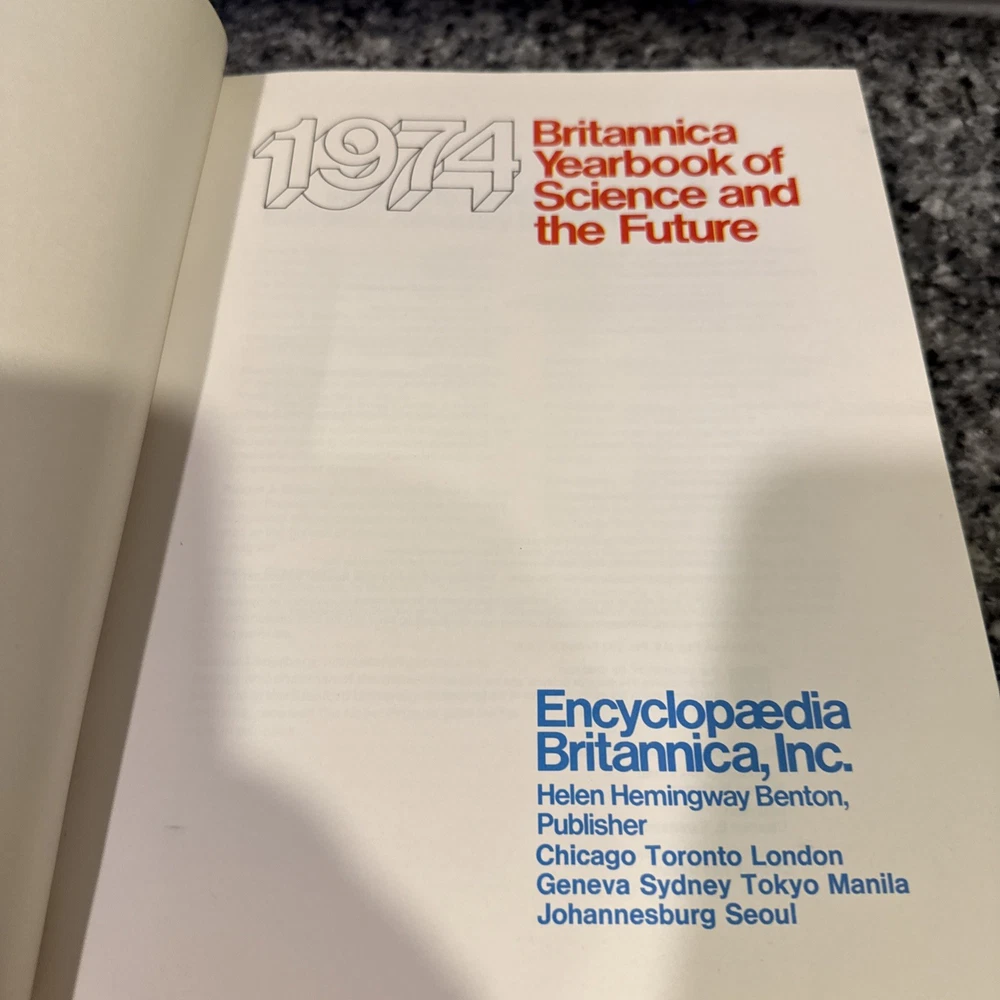 1974
Britannica
Yearbook of
Science and
the Future
Encyclopædia
Britannica, Inc.
Helen Hemingway Benton,
Publisher
Chicago Toronto London
Geneva Sydney Tokyo Manila
Johannesburg Seoul